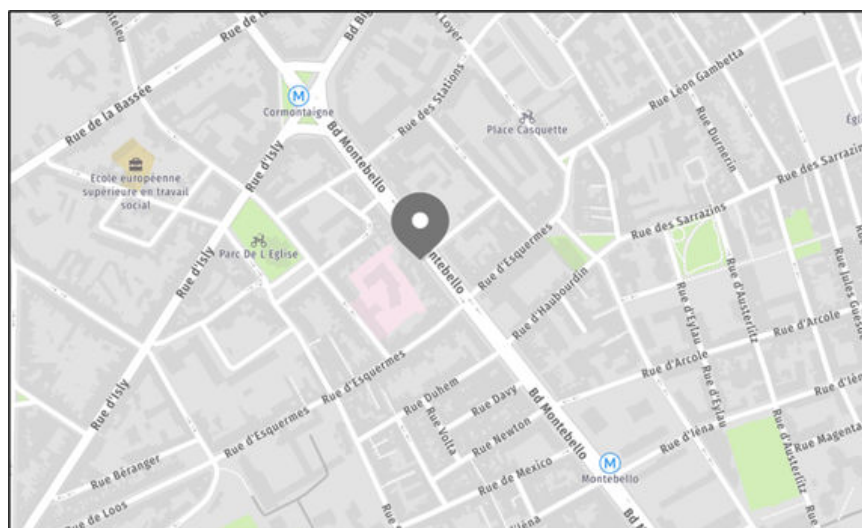 Rue de la Bassée
Bd Montebello
Loyer
Rue des Stations
Rue Léon Gambetta
M
Cormontaigne
Place Casquette
Rue Durnerin
Rue d'Isly
École européenne
supérieure en travail
social
Rue des Sarrazins
Rue des Sarrazins
Parc De L Eglise
Rue d'Isly
Rue d'Esquermes
Rue d'Haubourdin
Rue d'Eylau
Rue d'Austerlitz
Rue Jules Guesde
Rue d'Arcole
Rue d'Arcole
Rue d'Esquermes
Rue Duhem
Rue Davy
Bd Montebello
Rue d'Isly
Rue Volta
Rue Newton
Rue d'Eylau
Rue d'Iéna
Rue d'Esquermes
Rue d'Austerlitz
Rue Magenta
Rue Béranger
Rue de Mexico
M
Montebello
Rue de Loos